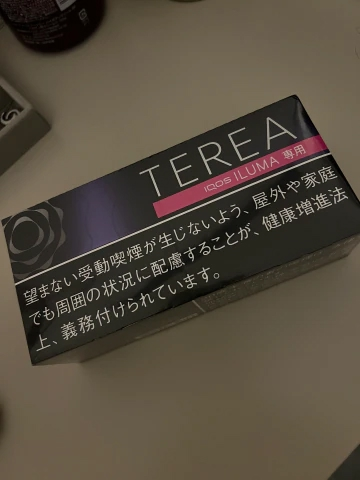 TEREA
IQOS ILUMA 専用
望まない受動喫煙が生じないよう、屋外や家庭
でも周囲の状況に配慮することが、健康増進法
上、義務付けられています。